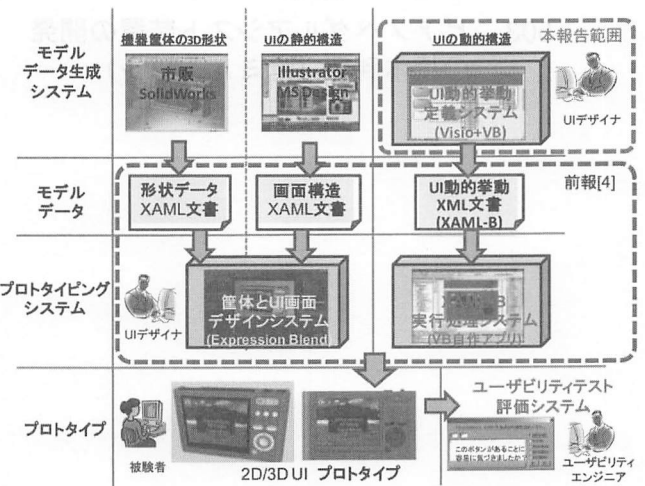 モデル
データ生成
システム
機器筐体の3D形状
市販
SolidWorks
UIの静的構造
Illustrator
MS Design
UIの動的構造
本報告範囲
UI動的挙動
定義システム
(Visio+VB)
UIデザイナ
モデル
データ
形状データ
XAML文書
画面構造
XAML文書
UI動的挙動
XML文書
(XAML-B)
前報[4]
プロトタイピング
システム
UIデザイナ
筐体とUI画面
デザインシステム
(Expression Blend)
実行処理システム
(VB自作アプリ)
プロトタイプ
被験者
2D/3D UI プロトタイプ
ユーザビリティテスト
評価システム
このボタンがあることに
容易に気づきましたか?
ユーザビリティ
エンジニア